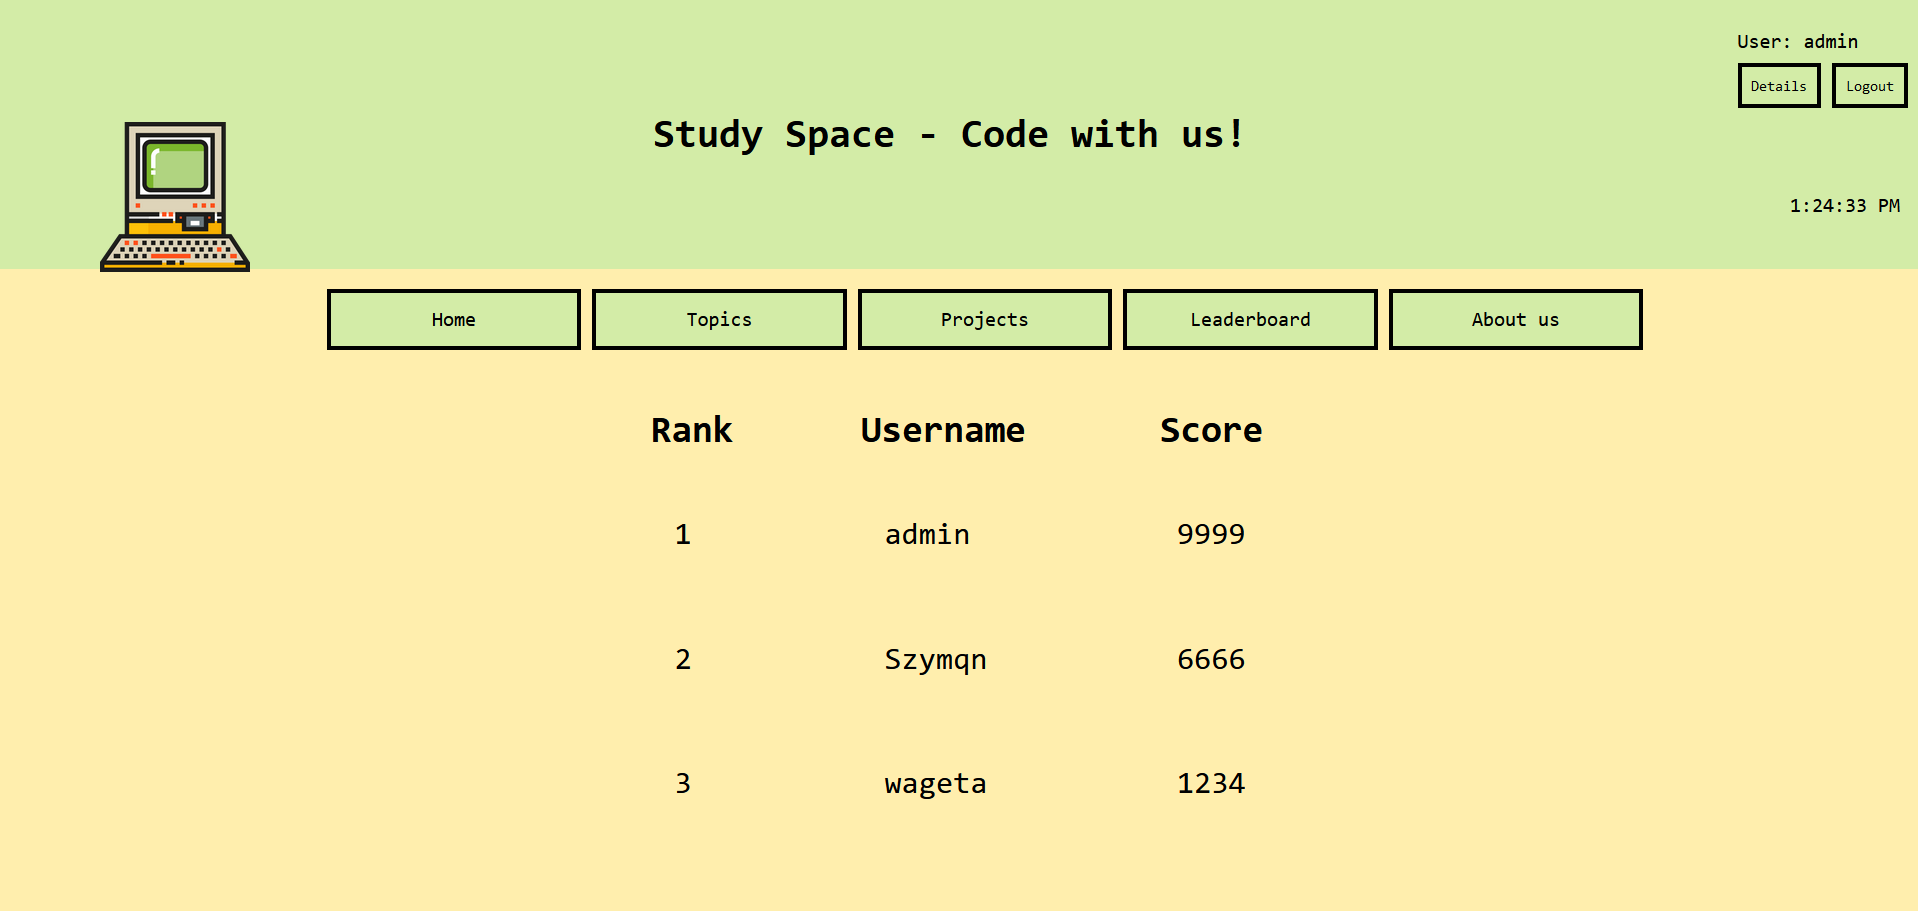 User: admin
Details Logout
Study Space - Code with us!
1:24:33 PM
Home Topics Projects Leaderboard About us
Rank Username Score
1 admin 9999
2 Szymqn 6666
3 wageta 1234